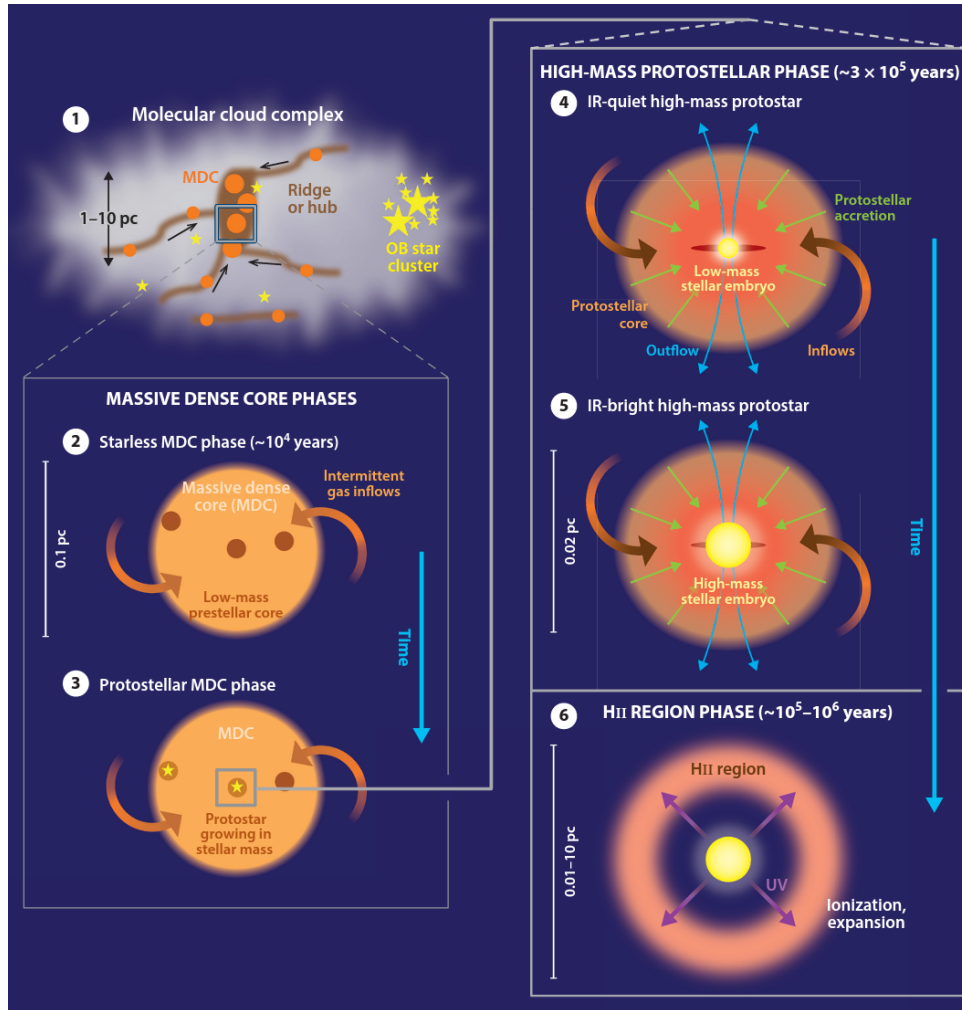 1
Molecular cloud complex
MDC
Ridge
or hub
1–10 pc
OB star
cluster
MASSIVE DENSE CORE PHASES
2
Starless MDC phase (~10⁴ years)
Massive dense
core (MDC)
Intermittent
gas inflows
0.1 pc
Low-mass
prestellar core
Time
3
Protostellar MDC phase
MDC
Protostar
growing in
stellar mass
HIGH-MASS PROTOSTELLAR PHASE (~3 × 10⁵ years)
4
IR-quiet high-mass protostar
Protostellar
accretion
Low-mass
stellar embryo
Protostellar
core
Outflow
Inflows
5
IR-bright high-mass protostar
0.02 pc
High-mass
stellar embryo
Time
6
HII REGION PHASE (~10⁵–10⁶ years)
HII region
0.01–10 pc
UV
Ionization,
expansion